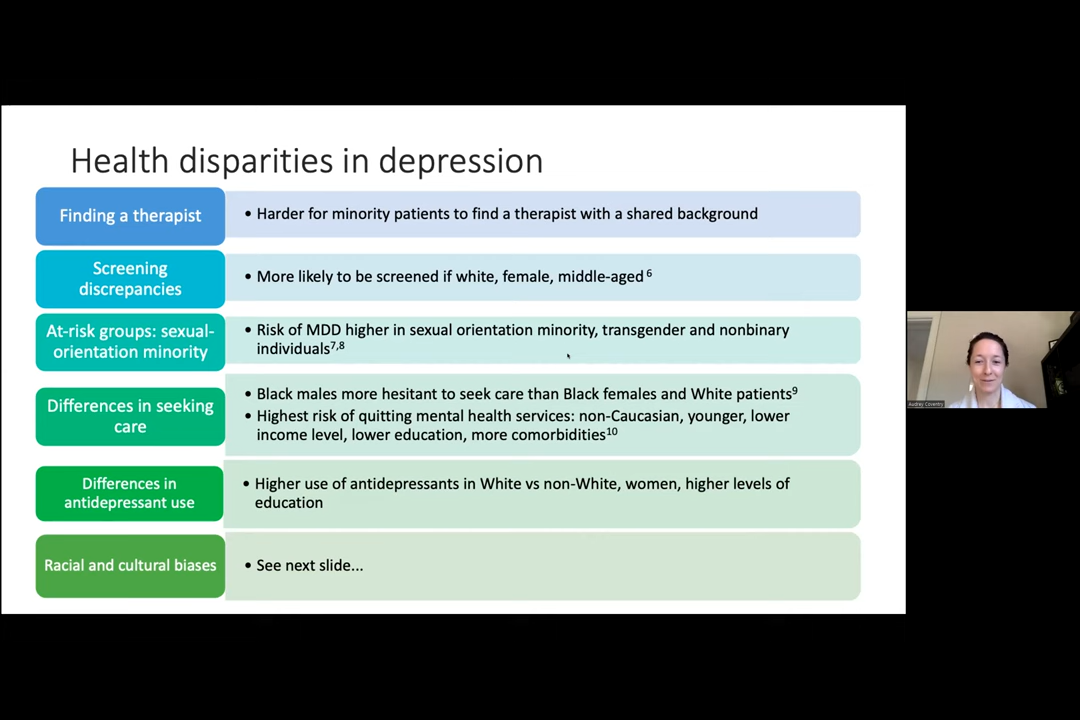 Health disparities in depression
Finding a therapist
• Harder for minority patients to find a therapist with a shared background
Screening
discrepancies
• More likely to be screened if white, female, middle-aged 6
At-risk groups: sexual-
orientation minority
• Risk of MDD higher in sexual orientation minority, transgender and nonbinary
individuals7,8
Differences in seeking
care
• Black males more hesitant to seek care than Black females and White patients9
• Highest risk of quitting mental health services: non-Caucasian, younger, lower
income level, lower education, more comorbidities10
Differences in
antidepressant use
• Higher use of antidepressants in White vs non-White, women, higher levels of
education
Racial and cultural biases
• See next slide...
Audrey Coventry